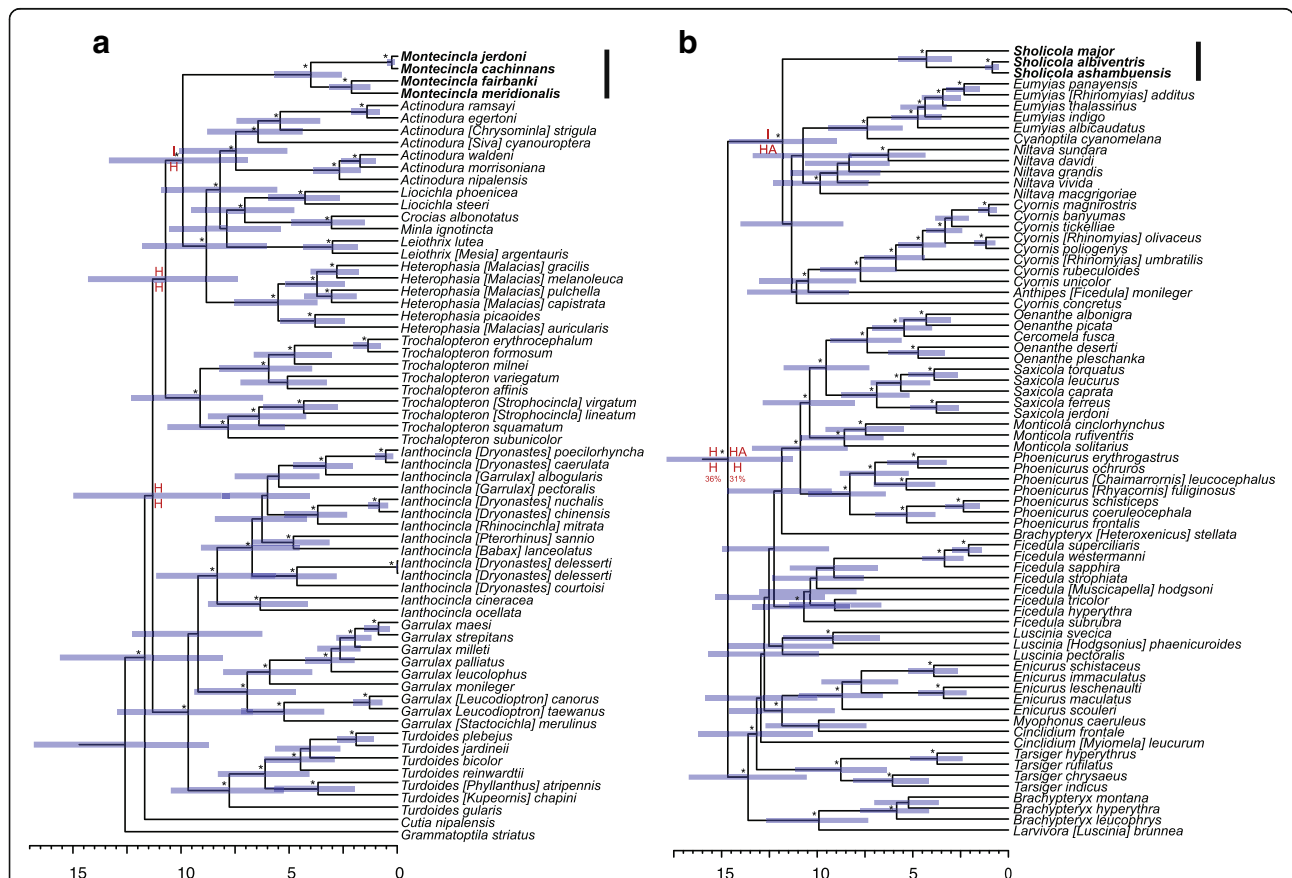 a
Montecincla jerdoni
Montecincla cachinnans
Montecincla fairbanki
Montecincla meridionalis
Actinodura ramsayi
Actinodura egertoni
Actinodura [Chrysominla] strigula
Actinodura [Siva] cyanouroptera
Actinodura waldeni
Actinodura morrisoniana
Actinodura nipalensis
Liocichla phoenicea
Liocichla steeri
Crocias albonotatus
Minla ignotincta
Leiothrix lutea
Leiothrix [Mesia] argentauris
Heterophasia [Malacias] gracilis
Heterophasia [Malacias] melanoleuca
Heterophasia [Malacias] pulchella
Heterophasia [Malacias] capistrata
Heterophasia picaoides
Heterophasia [Malacias] auricularis
Trochalopteron erythrocephalum
Trochalopteron formosum
Trochalopteron milnei
Trochalopteron variegatum
Trochalopteron affinis
Trochalopteron [Strophocincla] virgatum
Trochalopteron [Strophocincla] lineatum
Trochalopteron squamatum
Trochalopteron subunicolor
Ianthocincla [Dryonastes] poecilorhyncha
Ianthocincla [Dryonastes] caerulata
Ianthocincla [Garrulax] albogularis
Ianthocincla [Garrulax] pectoralis
Ianthocincla [Dryonastes] nuchalis
Ianthocincla [Dryonastes] chinensis
Ianthocincla [Rhinocinchla] mitrata
Ianthocincla [Pterorhinus] sannio
Ianthocincla [Babax] lanceolatus
Ianthocincla [Dryonastes] delesserti
Ianthocincla [Dryonastes] delesserti
Ianthocincla [Dryonastes] courtoisi
Ianthocincla cineracea
Ianthocincla ocellata
Garrulax maesi
Garrulax strepitans
Garrulax milleti
Garrulax palliatus
Garrulax leucolophus
Garrulax monileger
Garrulax [Leucodioptron] canorus
Garrulax Leucodioptron] taewanus
Garrulax [Stactocichla] merulinus
Turdoides plebejus
Turdoides jardineii
Turdoides bicolor
Turdoides reinwardtii
Turdoides [Phyllanthus] atripennis
Turdoides [Kupeornis] chapini
Turdoides gularis
Cutia nipalensis
Grammatoptila striatus
I
H
H
H
H
H
15 10 5 0
b
Sholicola major
Sholicola albiventris
Sholicola ashambuensis
Eumyias panayensis
Eumyias [Rhinomyias] additus
Eumyias thalassinus
Eumyias indigo
Eumyias albicaudatus
Cyanoptila cyanomelana
Niltava sundara
Niltava davidi
Niltava grandis
Niltava vivida
Niltava macgrigoriae
Cyornis magnirostris
Cyornis banyumas
Cyornis tickelliae
Cyornis [Rhinomyias] olivaceus
Cyornis poliogenys
Cyornis [Rhinomyias] umbratilis
Cyornis rubeculoides
Cyornis unicolor
Anthipes [Ficedula] monileger
Cyornis concretus
Oenanthe albonigra
Oenanthe picata
Cercomela fusca
Oenanthe deserti
Oenanthe pleschanka
Saxicola torquatus
Saxicola leucurus
Saxicola caprata
Saxicola ferreus
Saxicola jerdoni
Monticola cinclorhynchus
Monticola rufiventris
Monticola solitarius
Phoenicurus erythrogastrus
Phoenicurus ochruros
Phoenicurus [Chaimarrornis] leucocephalus
Phoenicurus [Rhyacornis] fuliginosus
Phoenicurus schisticeps
Phoenicurus coeruleocephala
Phoenicurus frontalis
Brachypteryx [Heteroxenicus] stellata
Ficedula superciliaris
Ficedula westermanni
Ficedula sapphira
Ficedula strophiata
Ficedula [Muscicapella] hodgsoni
Ficedula tricolor
Ficedula hyperythra
Ficedula subrubra
Luscinia svecica
Luscinia [Hodgsonius] phaenicuroides
Luscinia pectoralis
Enicurus schistaceus
Enicurus immaculatus
Enicurus leschenaulti
Enicurus maculatus
Enicurus scouleri
Myophonus caeruleus
Cinclidium frontale
Cinclidium [Myiomela] leucurum
Tarsiger hyperythrus
Tarsiger rufilatus
Tarsiger chrysaeus
Tarsiger indicus
Brachypteryx montana
Brachypteryx hyperythra
Brachypteryx leucophrys
Larvivora [Luscinia] brunnea
I
HA
H HA
H H
36% 31%
15 10 5 0